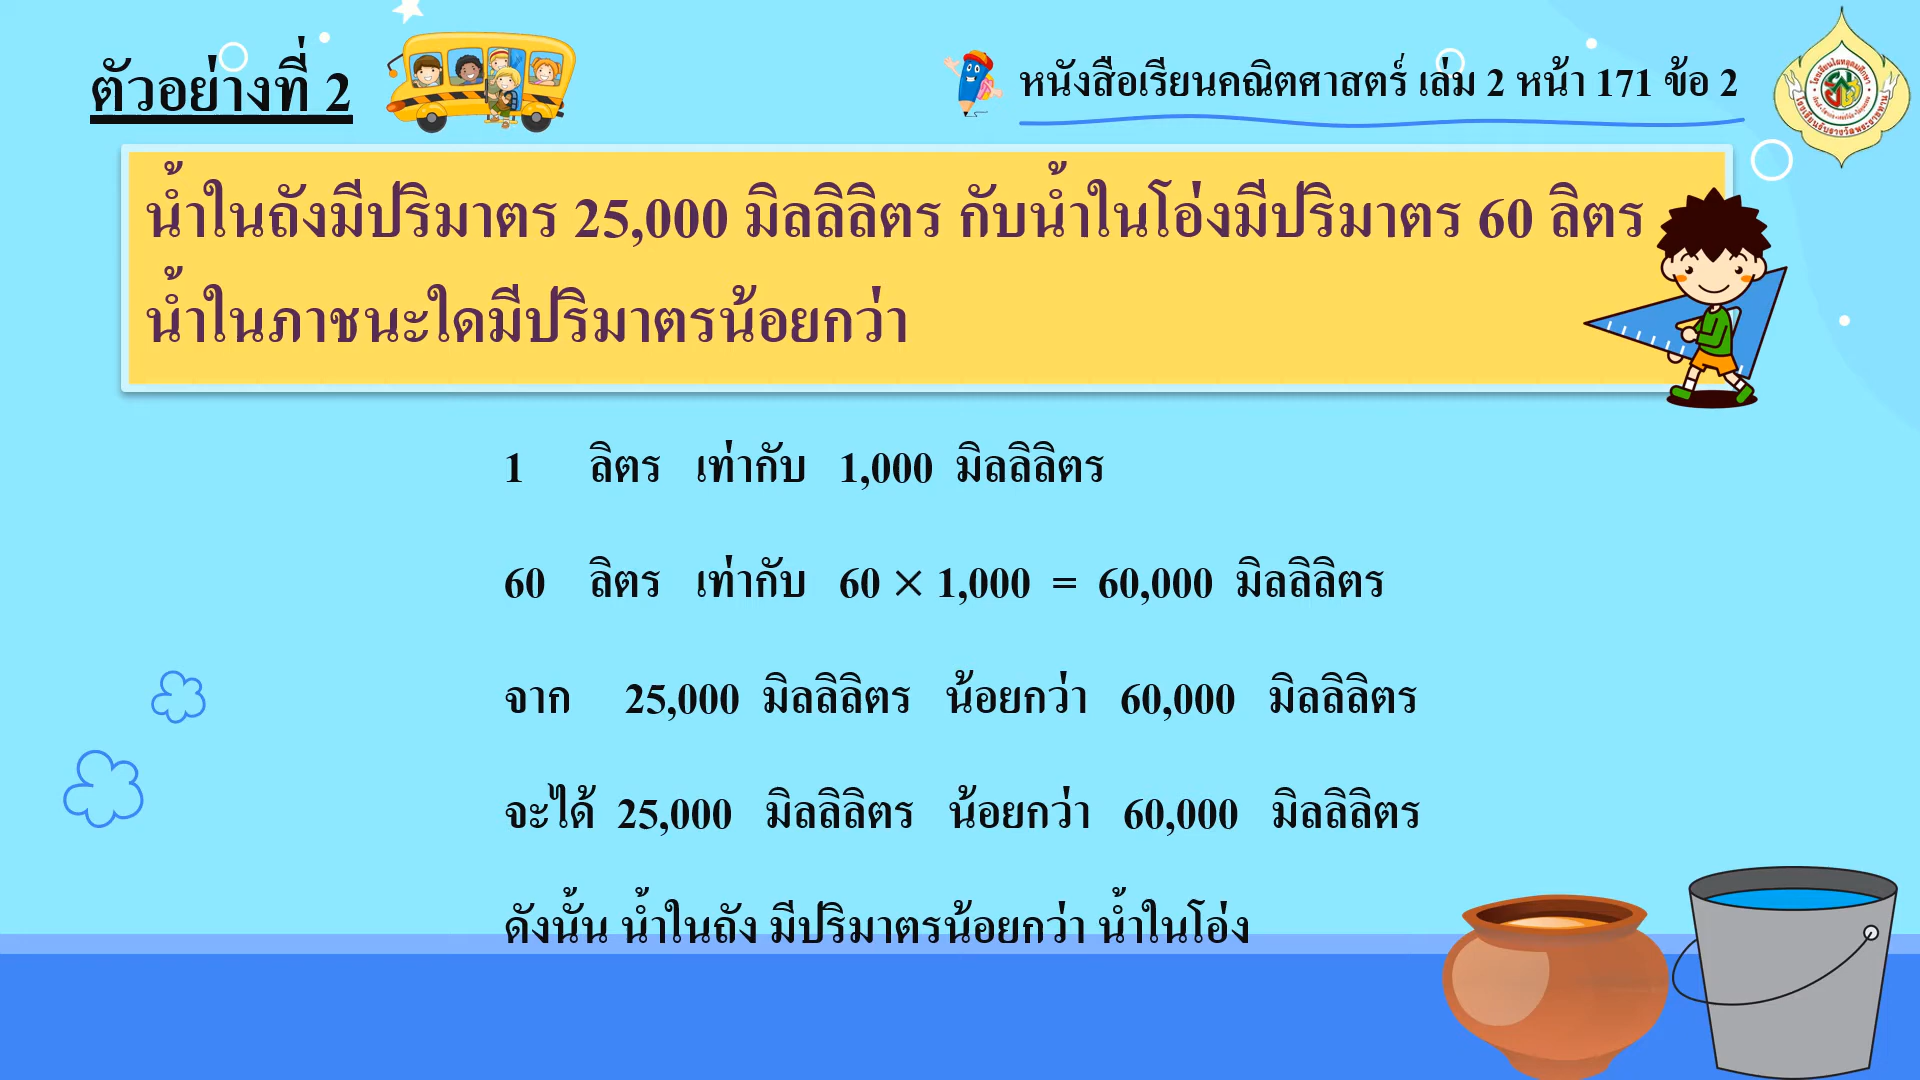 ตัวอย่างที่ 2
หนังสือเรียนคณิตศาสตร์ เล่ม 2 หน้า 171 ข้อ 2
น้ำในถังมีปริมาตร 25,000 มิลลิลิตร กับน้ำในโอ่งมีปริมาตร 60 ลิตร
น้ำในภาชนะใดมีปริมาตรน้อยกว่า
1 ลิตร เท่ากับ 1,000 มิลลิลิตร
60 ลิตร เท่ากับ 60 × 1,000 = 60,000 มิลลิลิตร
จาก 25,000 มิลลิลิตร น้อยกว่า 60,000 มิลลิลิตร
จะได้ 25,000 มิลลิลิตร น้อยกว่า 60,000 มิลลิลิตร
ดังนั้น น้ำในถัง มีปริมาตรน้อยกว่า น้ำในโอ่ง